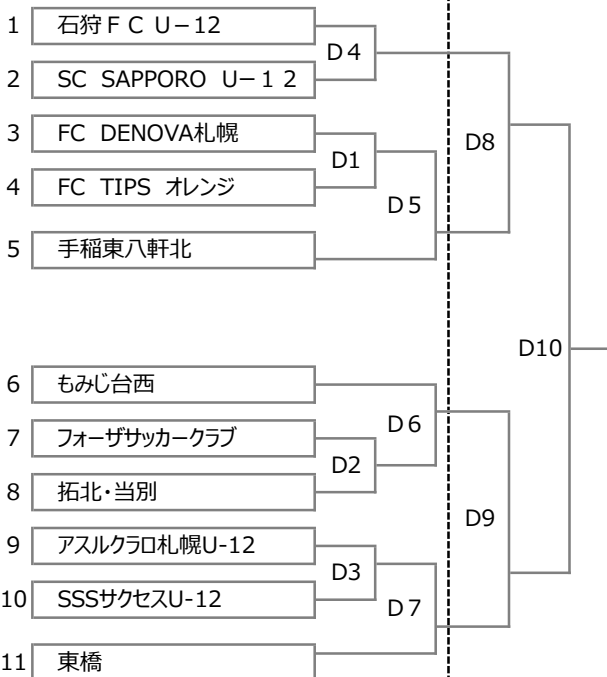 1 石狩ＦＣ U－12
D４
2 SC SAPPORO U－１２
3 FC DENOVA札幌
D8
D1
4 FC TIPS オレンジ
D５
5 手稲東八軒北
D10
6 もみじ台西
D６
7 フォーザサッカークラブ
D2
8 拓北・当別
D9
9 アスルクラロ札幌U-12
D3
10 SSSサクセスU-12
D７
11 東橋